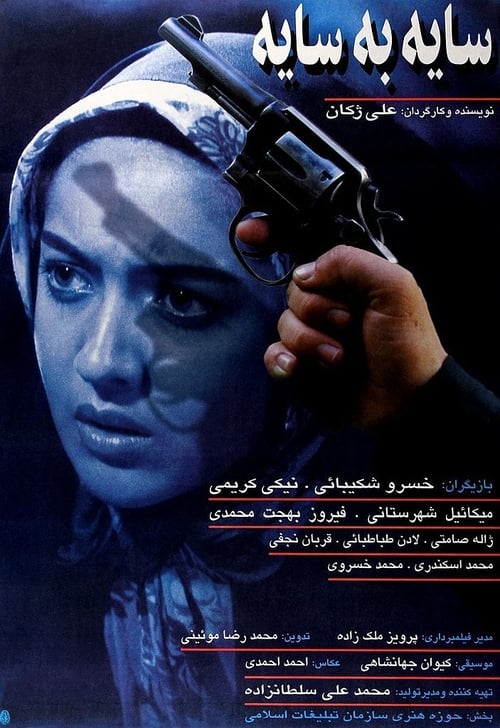 سایه به سایه
نویسنده و کارگردان: علی ژکان
بازیگران: خسرو شکیبائی . نیکی کریمی
میکائیل شهرستانی . فیروز بهجت محمدی
ژاله صامتی . لادن طباطبائی . قربان نجفی
محمد اسکندری . محمد خسروی
مدیر فیلمبرداری: پرویز ملک زاده تدوین: محمد رضا موئینی
موسیقی: کیوان جهانشاهی عکاس: احمد احمدی
تهیه کننده و مدیر تولید: محمد علی سلطانزاده
پخش: حوزه هنری سازمان تبلیغات اسلامی